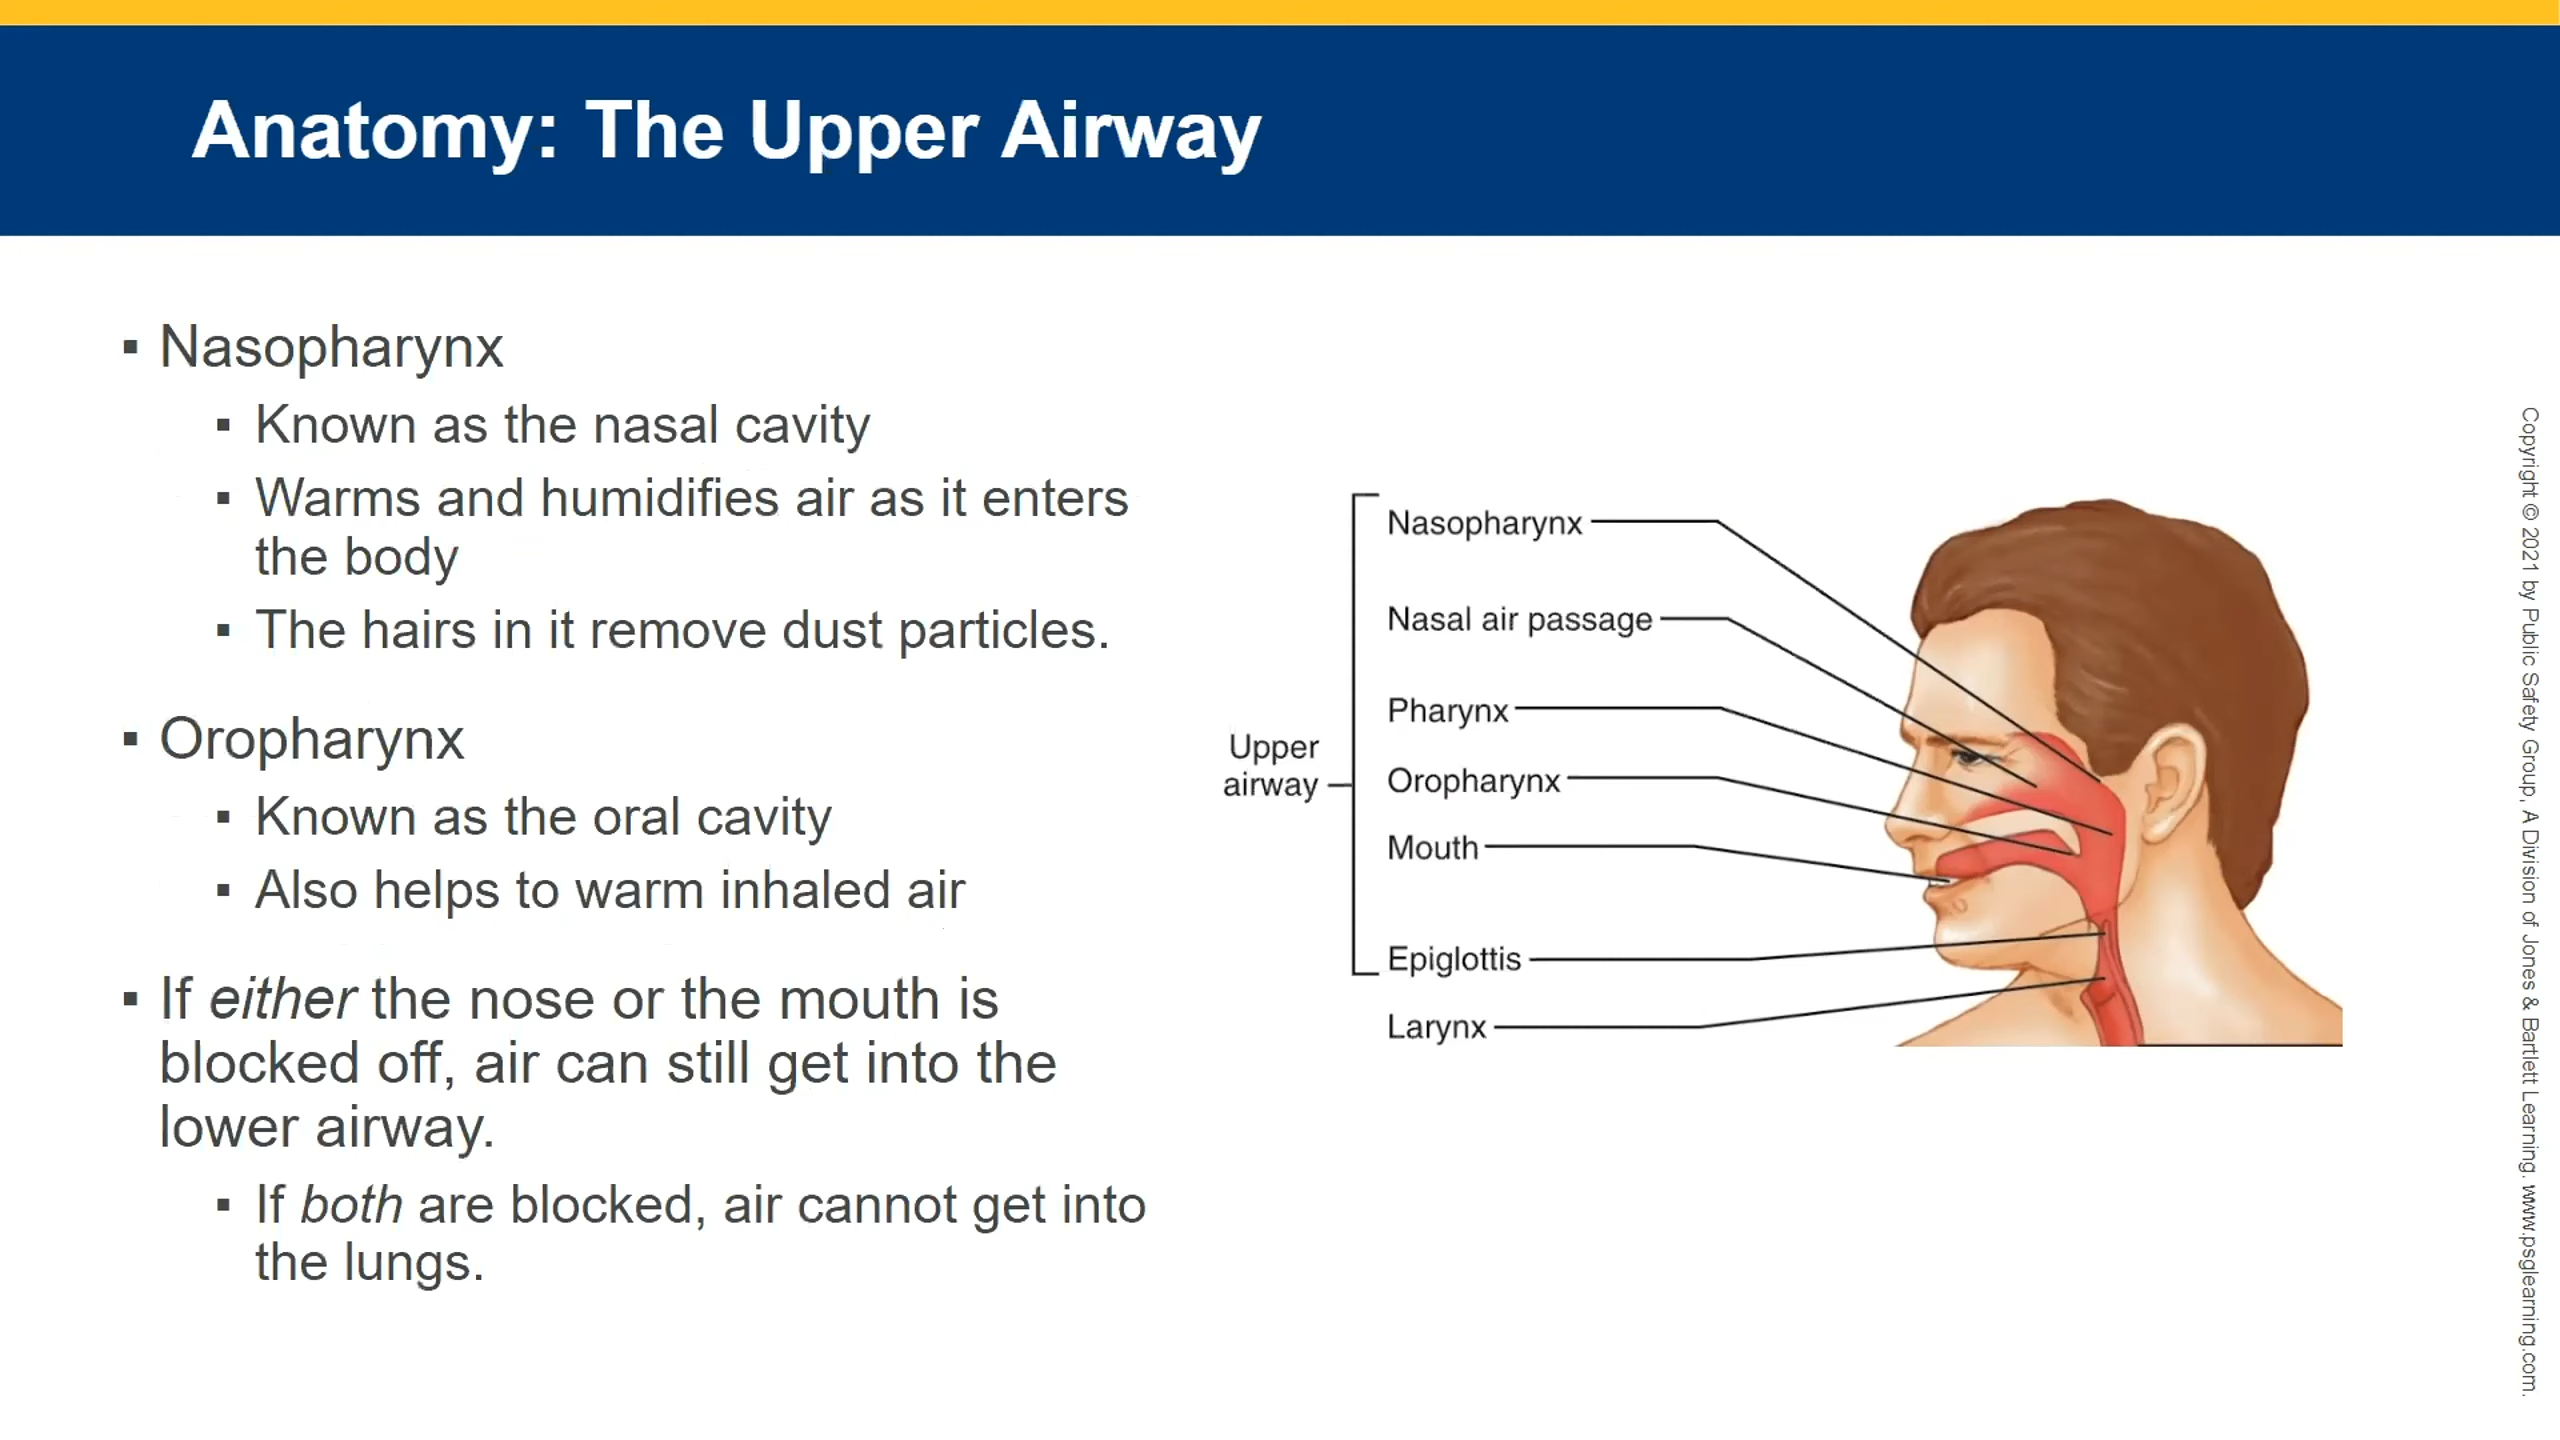 Anatomy: The Upper Airway
▪ Nasopharynx
▪ Known as the nasal cavity
▪ Warms and humidifies air as it enters
the body
▪ The hairs in it remove dust particles.
▪ Oropharynx
▪ Known as the oral cavity
▪ Also helps to warm inhaled air
▪ If either the nose or the mouth is
blocked off, air can still get into the
lower airway.
▪ If both are blocked, air cannot get into
the lungs.
Upper
airway
Nasopharynx
Nasal air passage
Pharynx
Oropharynx
Mouth
Epiglottis
Larynx
Copyright © 2021 by Public Safety Group, A Division of Jones & Bartlett Learning. www.psglearning.com.